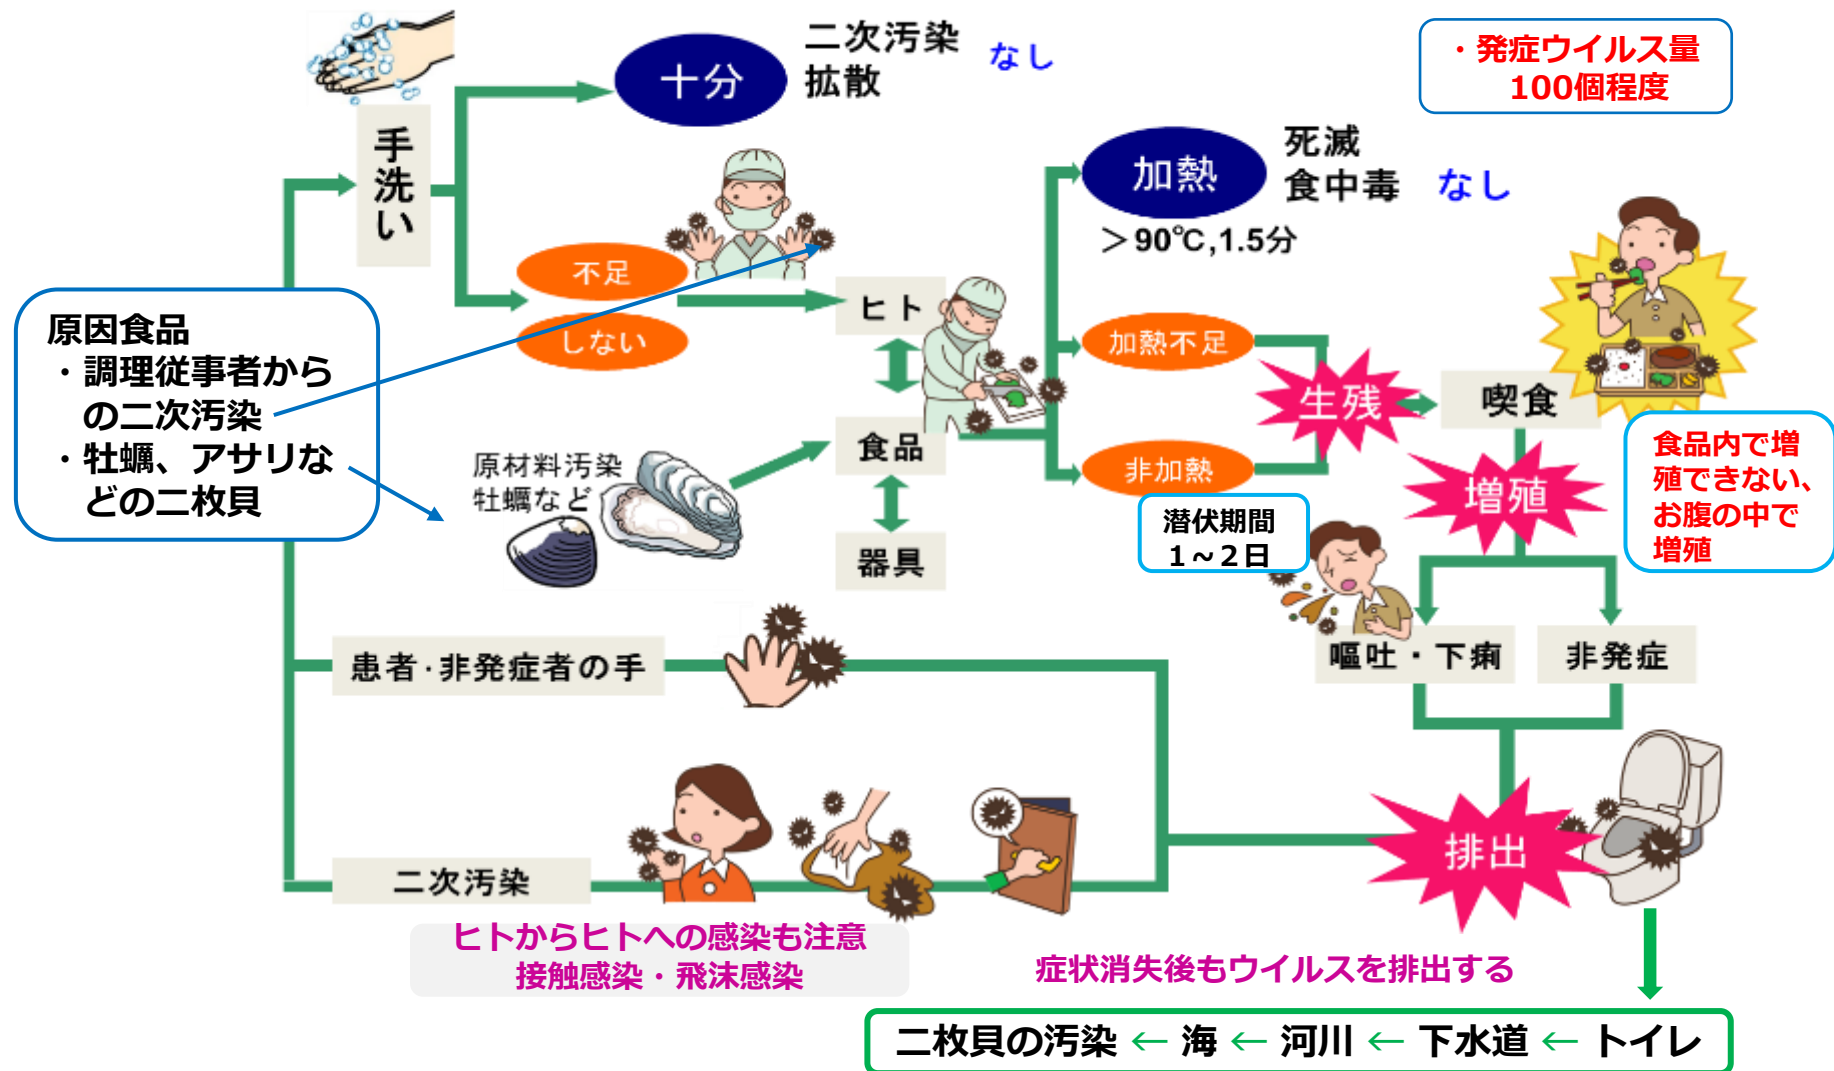 十分
二次汚染
拡散
なし
・発症ウイルス量
100個程度
手洗い
加熱
死滅
食中毒
なし
＞90℃,1.5分
不足
しない
ヒト
原因食品
・調理従事者から
の二次汚染
・牡蠣、アサリな
どの二枚貝
加熱不足
生残
喫食
食品
原材料汚染
牡蠣など
非加熱
増殖
食品内で増
殖できない、
お腹の中で
増殖
潜伏期間
1～2日
器具
嘔吐・下痢
非発症
患者・非発症者の手
排出
二次汚染
ヒトからヒトへの感染も注意
接触感染・飛沫感染
症状消失後もウイルスを排出する
二枚貝の汚染 ← 海 ← 河川 ← 下水道 ← トイレ